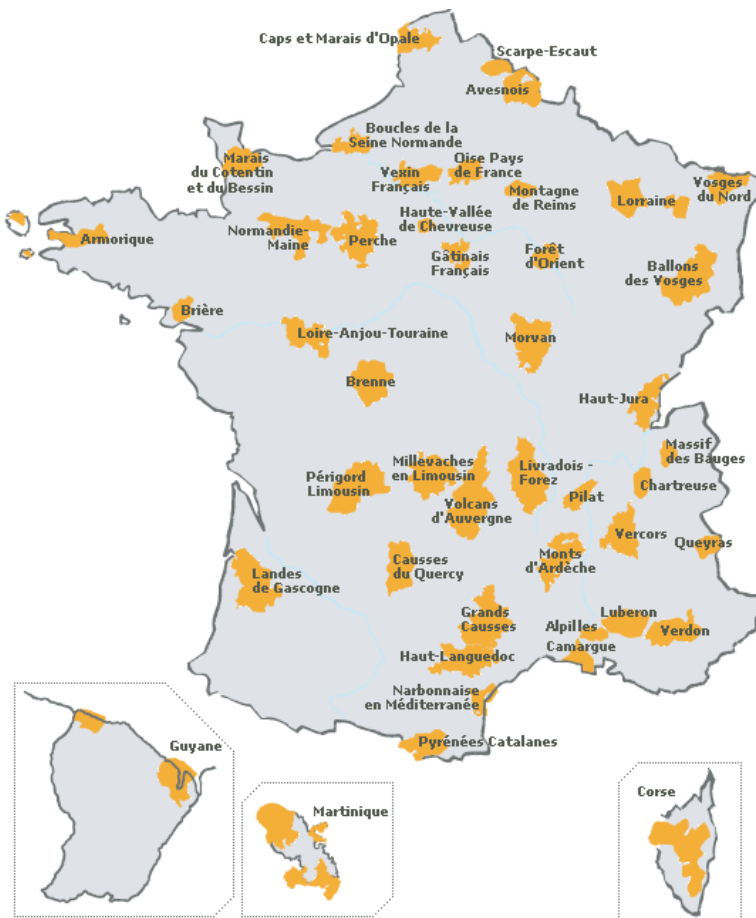 Caps et Marais d'Opale
Scarpe-Escaut
Avesnois
Boucles de la
Seine Normande
Marais
du Cotentin
et du Bessin
Vexin
Français
Oise Pays
de France
Montagne
de Reims
Lorraine
Vosges
du Nord
Armorique
Normandie-
Maine
Perche
Haute-Vallée
de Chevreuse
Gâtinais
Français
Forêt
d'Orient
Ballons
des Vosges
Brière
Loire-Anjou-Touraine
Morvan
Brenne
Haut-Jura
Massif
des Bauges
Périgord
Limousin
Millevaches
en Limousin
Volcans
d'Auvergne
Livradois -
Forez
Pilat
Chartreuse
Vercors
Queyras
Landes
de Gascogne
Causses
du Quercy
Monts
d'Ardèche
Grands
Causses
Haut-Languedoc
Alpilles
Camargue
Luberon
Verdon
Narbonnaise
en Méditerranée
Pyrénées Catalanes
Guyane
Martinique
Corse